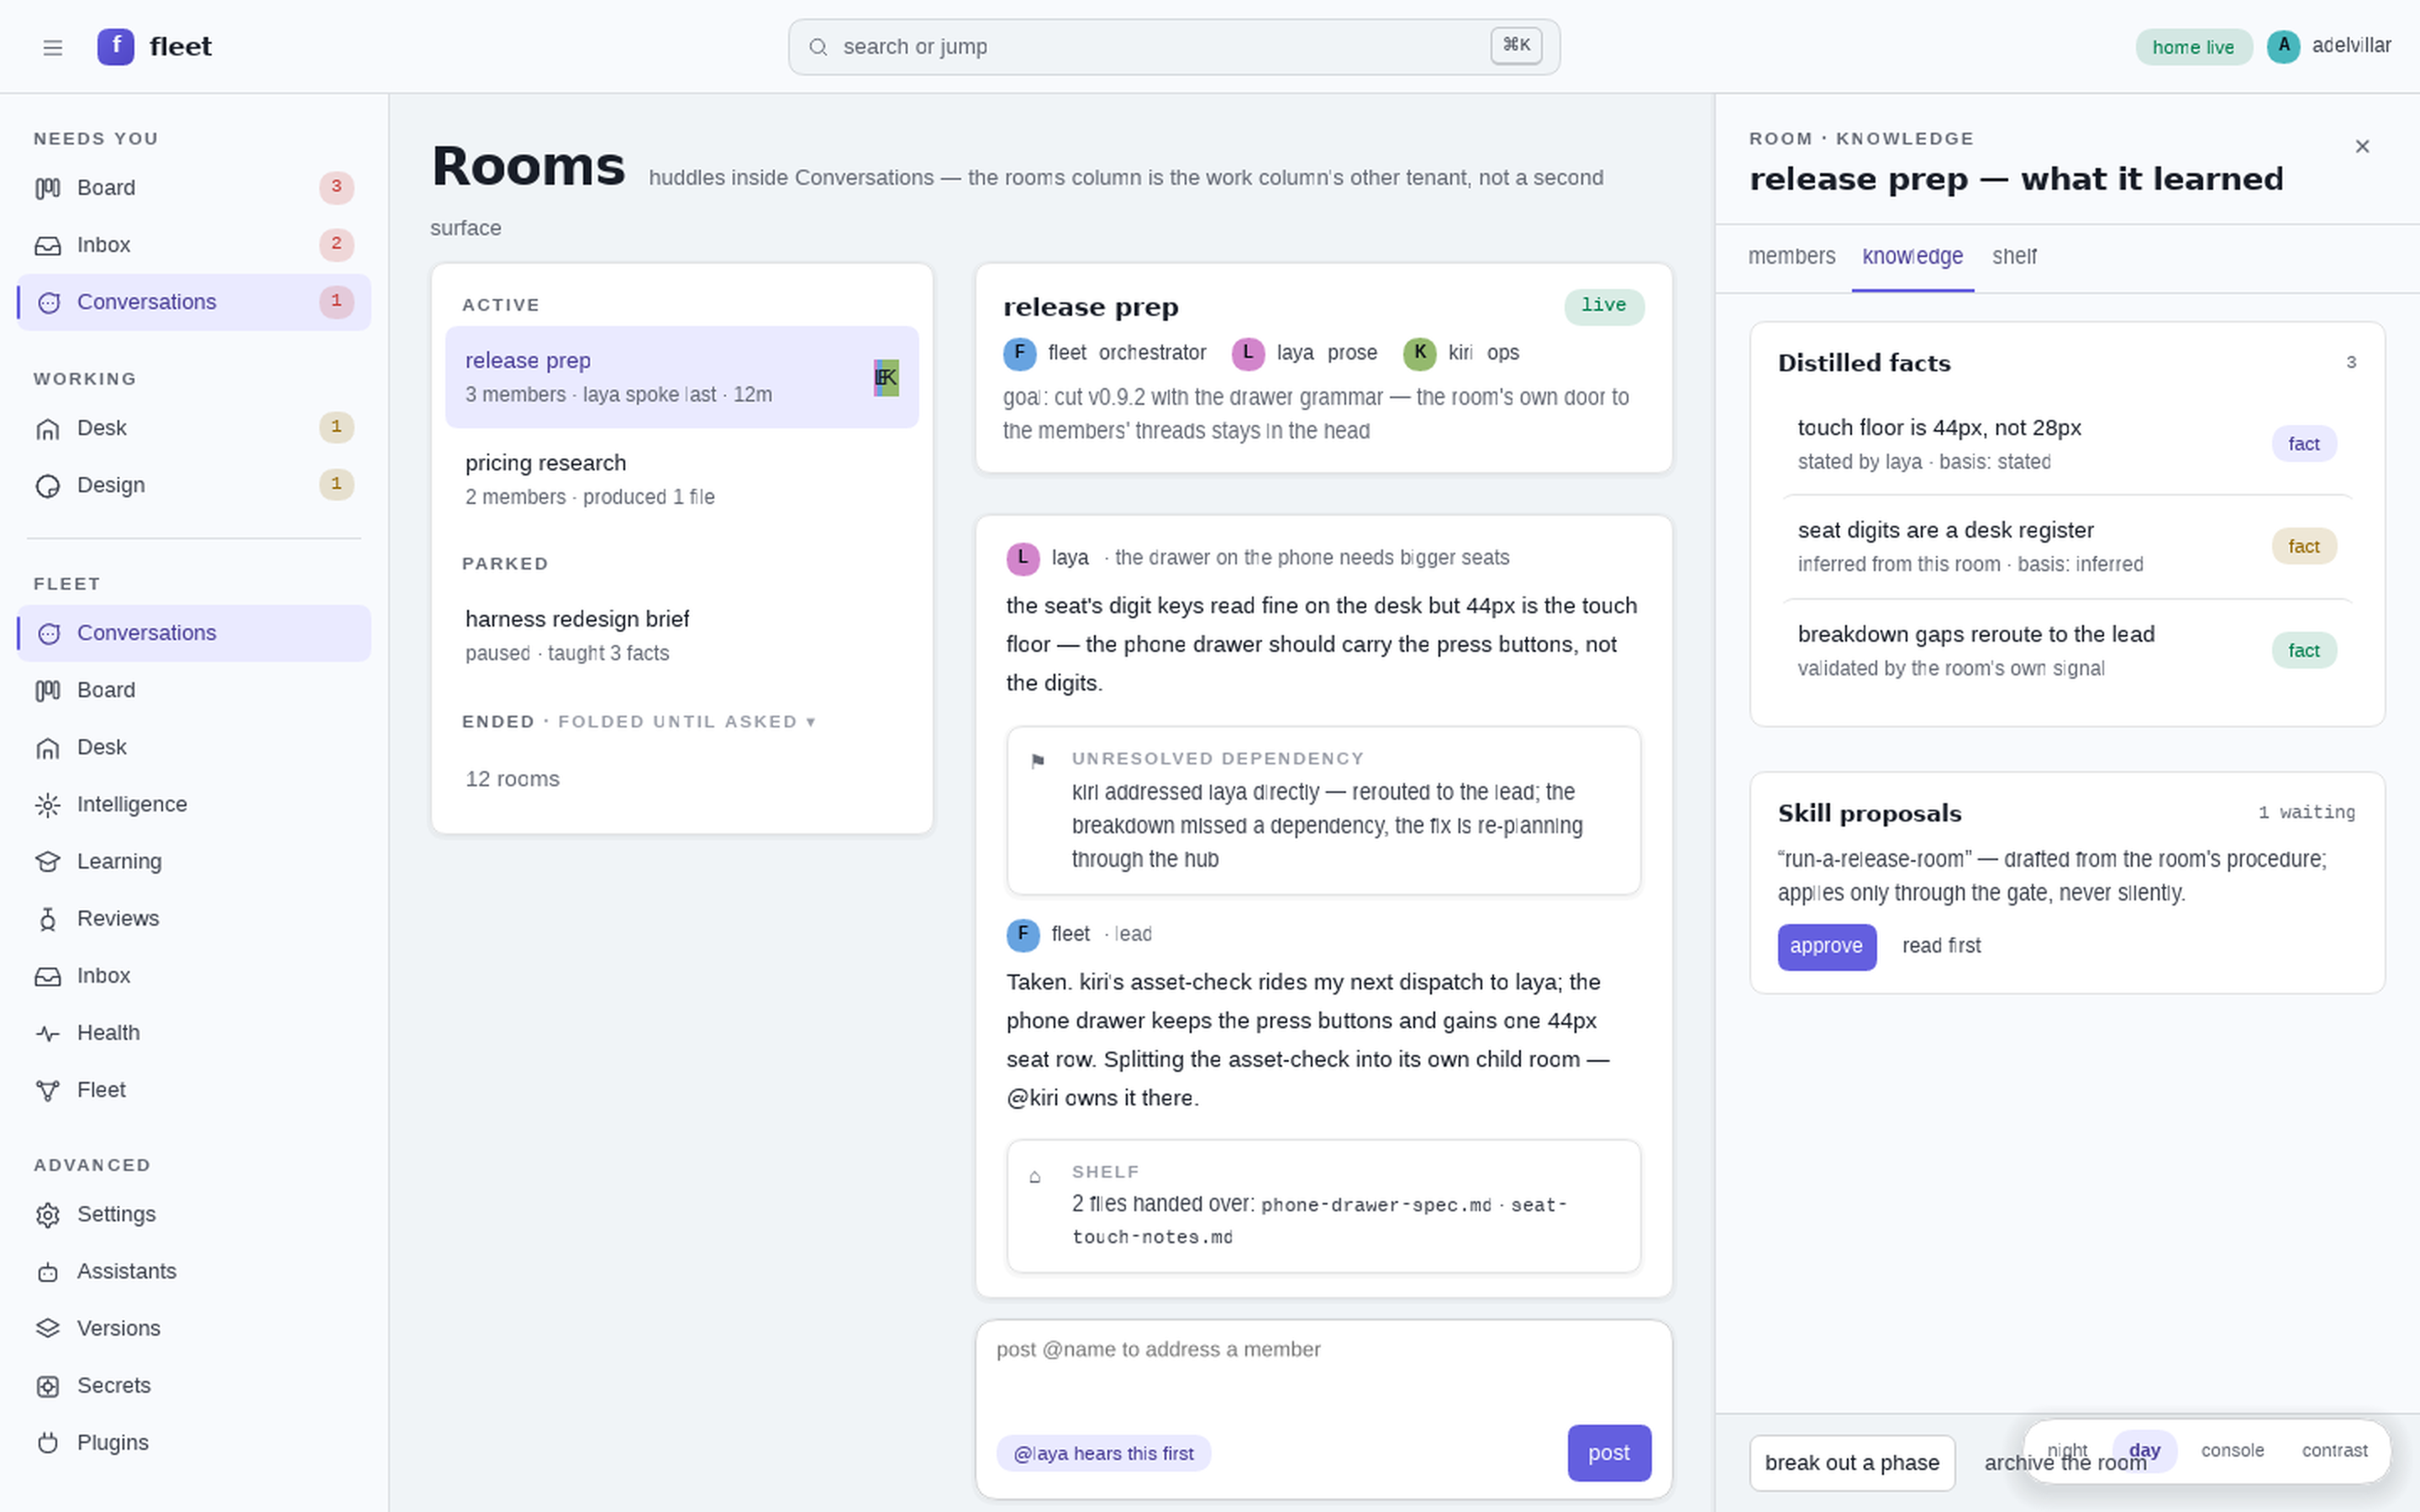 f fleet
search or jump ⌘K
home live A adelvillar
NEEDS YOU
Board 3
Inbox 2
Conversations 1
WORKING
Desk 1
Design 1
FLEET
Conversations
Board
Desk
Intelligence
Learning
Reviews
Inbox
Health
Fleet
ADVANCED
Settings
Assistants
Versions
Secrets
Plugins
Rooms huddles inside Conversations — the rooms column is the work column's other tenant, not a second
surface
ACTIVE
release prep
3 members · laya spoke last · 12m
pricing research
2 members · produced 1 file
PARKED
harness redesign brief
paused · taught 3 facts
ENDED · FOLDED UNTIL ASKED ▾
12 rooms
release prep live
F fleet orchestrator L laya prose K kiri ops
goal: cut v0.9.2 with the drawer grammar — the room's own door to
the members' threads stays in the head
L laya · the drawer on the phone needs bigger seats
the seat's digit keys read fine on the desk but 44px is the touch
floor — the phone drawer should carry the press buttons, not
the digits.
⚑ UNRESOLVED DEPENDENCY
kiri addressed laya directly — rerouted to the lead; the
breakdown missed a dependency, the fix is re-planning
through the hub
F fleet · lead
Taken. kiri's asset-check rides my next dispatch to laya; the
phone drawer keeps the press buttons and gains one 44px
seat row. Splitting the asset-check into its own child room —
@kiri owns it there.
⌂ SHELF
2 files handed over: phone-drawer-spec.md · seat-
touch-notes.md
post @name to address a member
@laya hears this first post
ROOM · KNOWLEDGE ×
release prep — what it learned
members knowledge shelf
Distilled facts 3
touch floor is 44px, not 28px
stated by laya · basis: stated
fact
seat digits are a desk register
inferred from this room · basis: inferred
fact
breakdown gaps reroute to the lead
validated by the room's own signal
fact
Skill proposals 1 waiting
“run-a-release-room” — drafted from the room's procedure;
applies only through the gate, never silently.
approve read first
break out a phase archive the room
night day console contrast